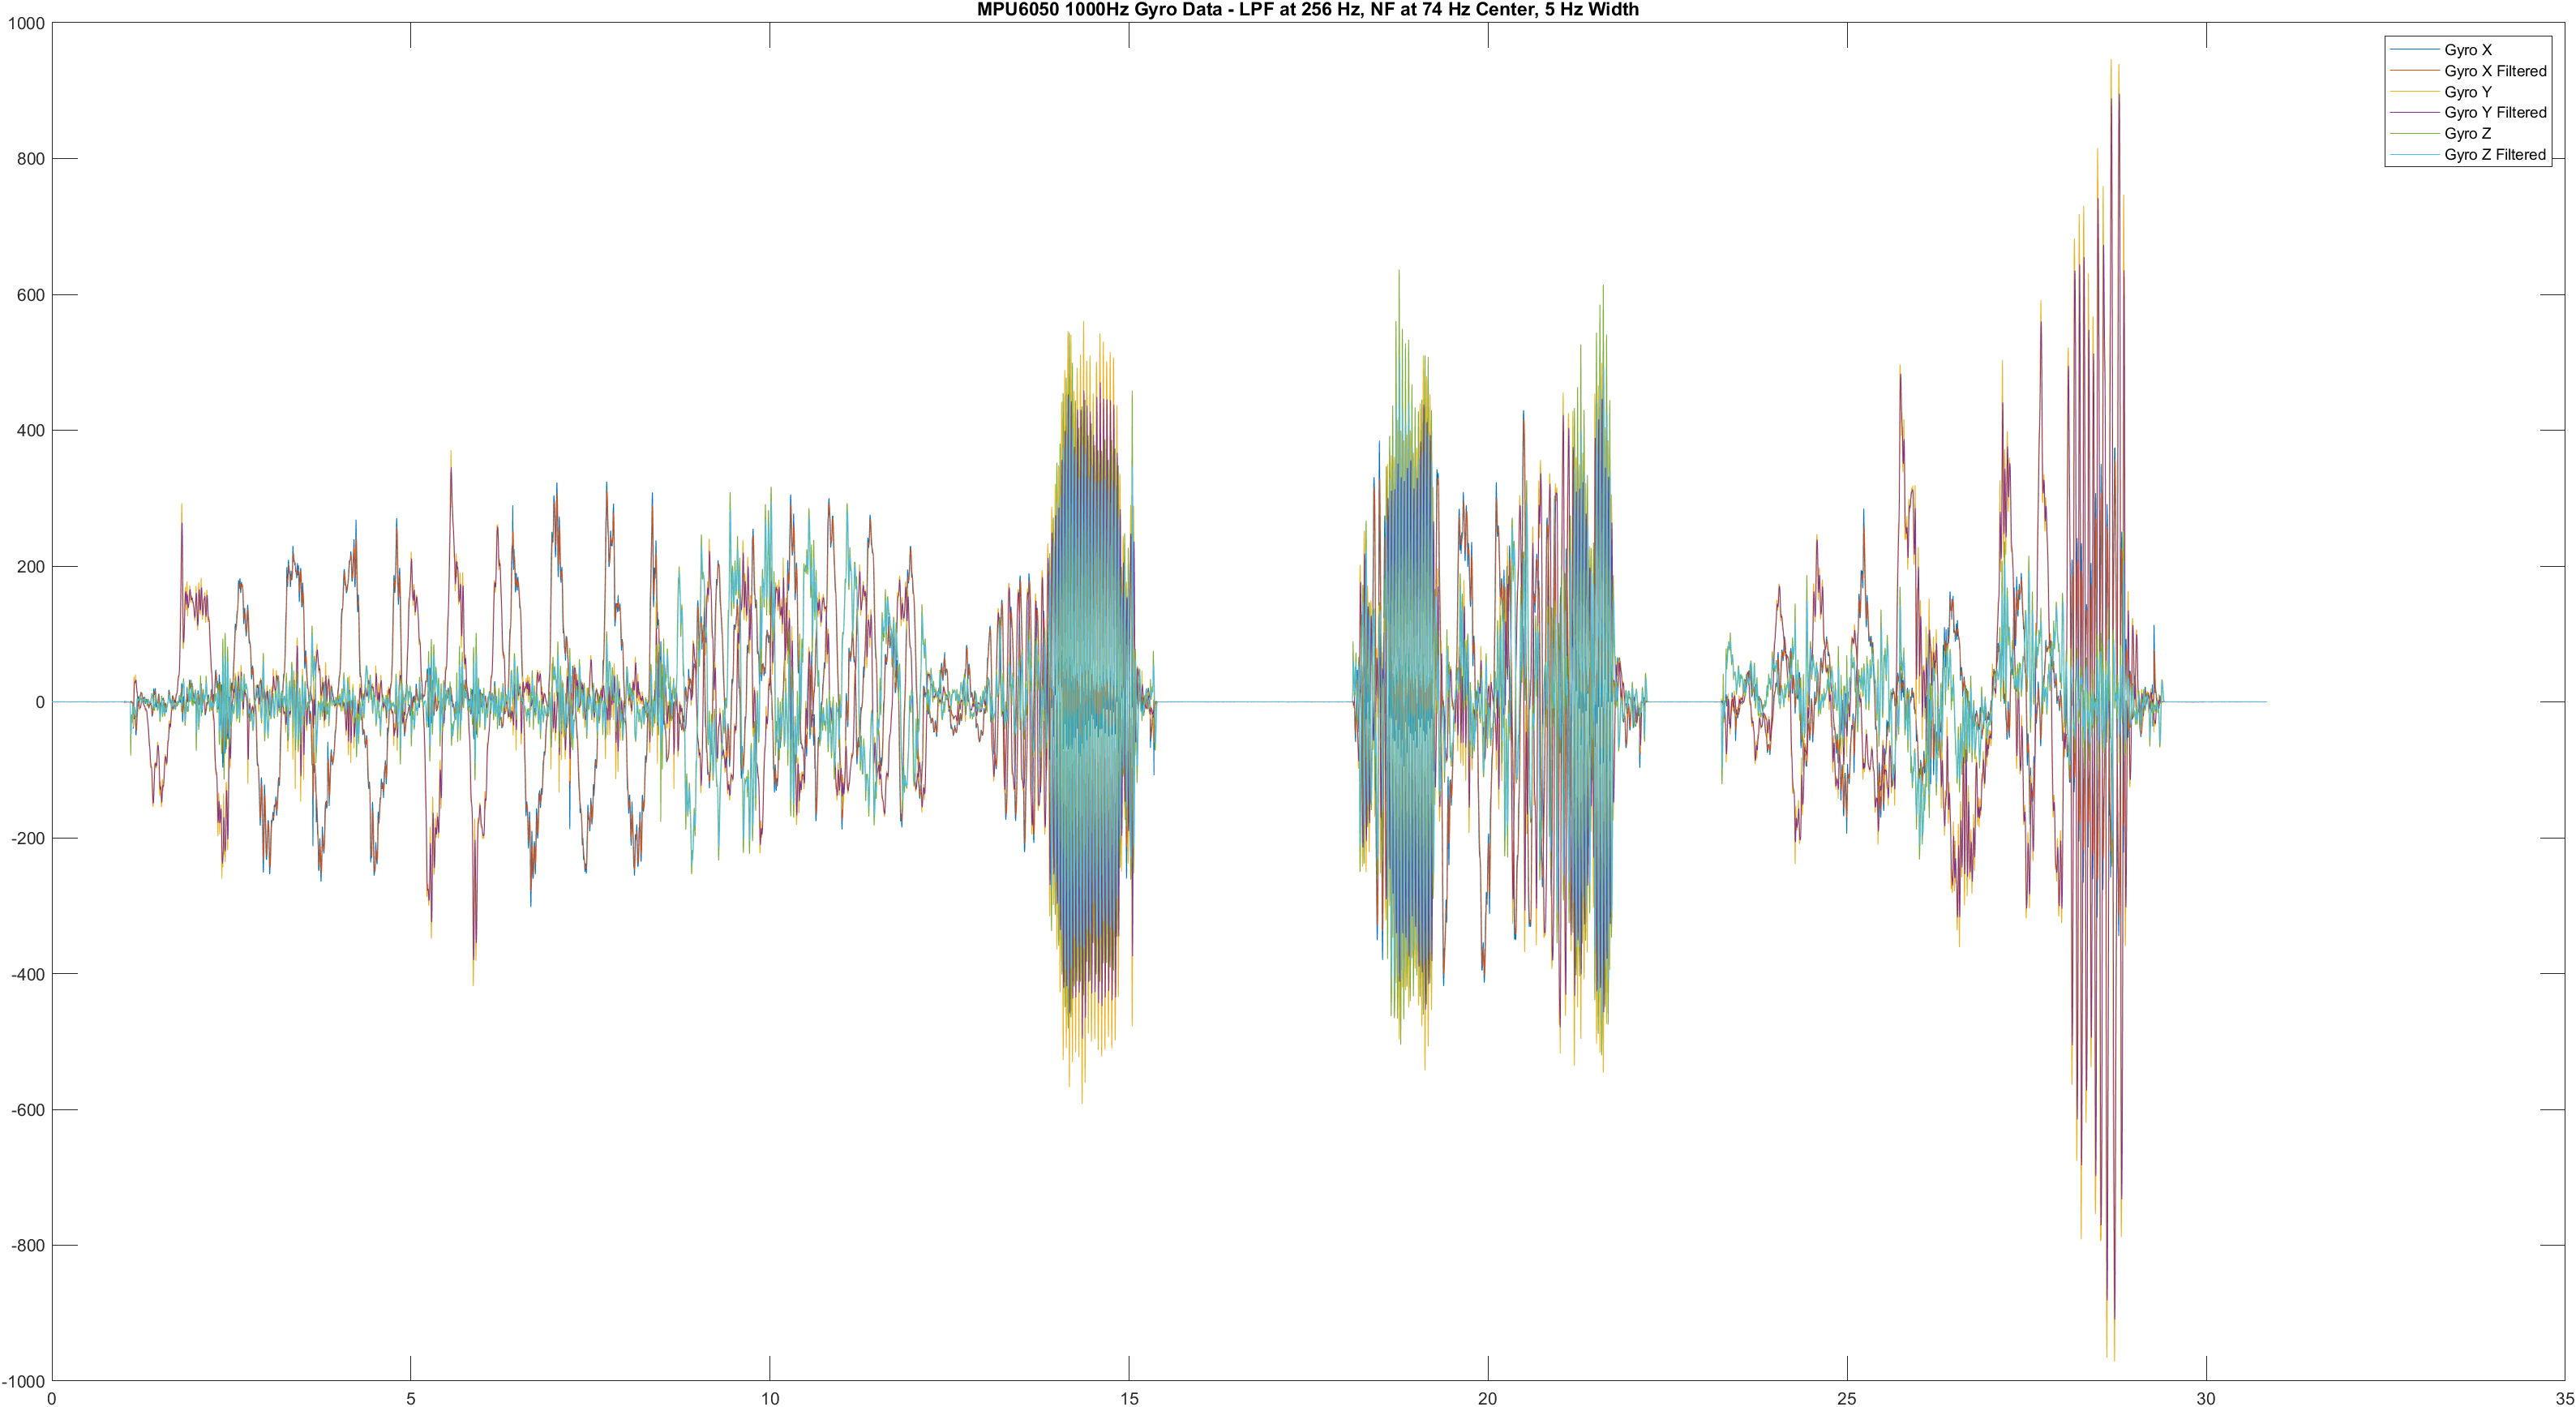 MPU6050 1000Hz Gyro Data - LPF at 256 Hz, NF at 74 Hz Center, 5 Hz Width
1000
800
600
400
200
0
-200
-400
-600
-800
-1000
0 5 10 15 20 25 30 35
Gyro X
Gyro X Filtered
Gyro Y
Gyro Y Filtered
Gyro Z
Gyro Z Filtered